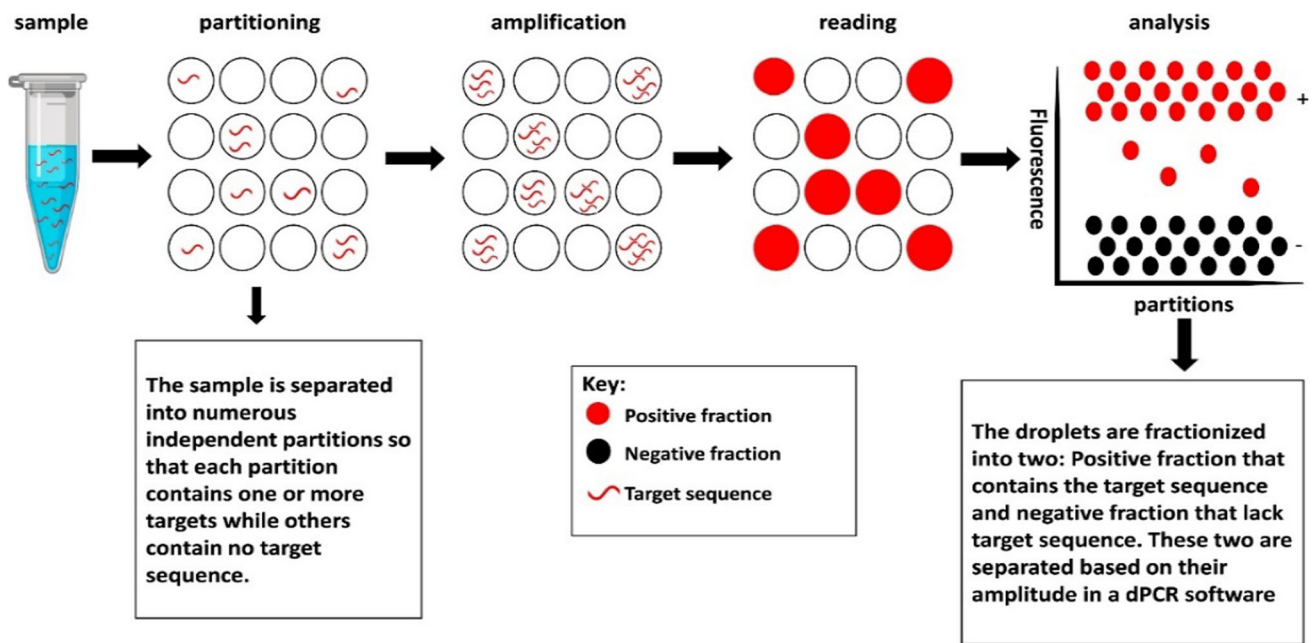 sample
partitioning
amplification
reading
analysis
+
Fluorescence
-
partitions
The sample is separated
into numerous
independent partitions so
that each partition
contains one or more
targets while others
contain no target
sequence.
Key:
Positive fraction
Negative fraction
Target sequence
The droplets are fractionized
into two: Positive fraction that
contains the target sequence
and negative fraction that lack
target sequence. These two are
separated based on their
amplitude in a dPCR software